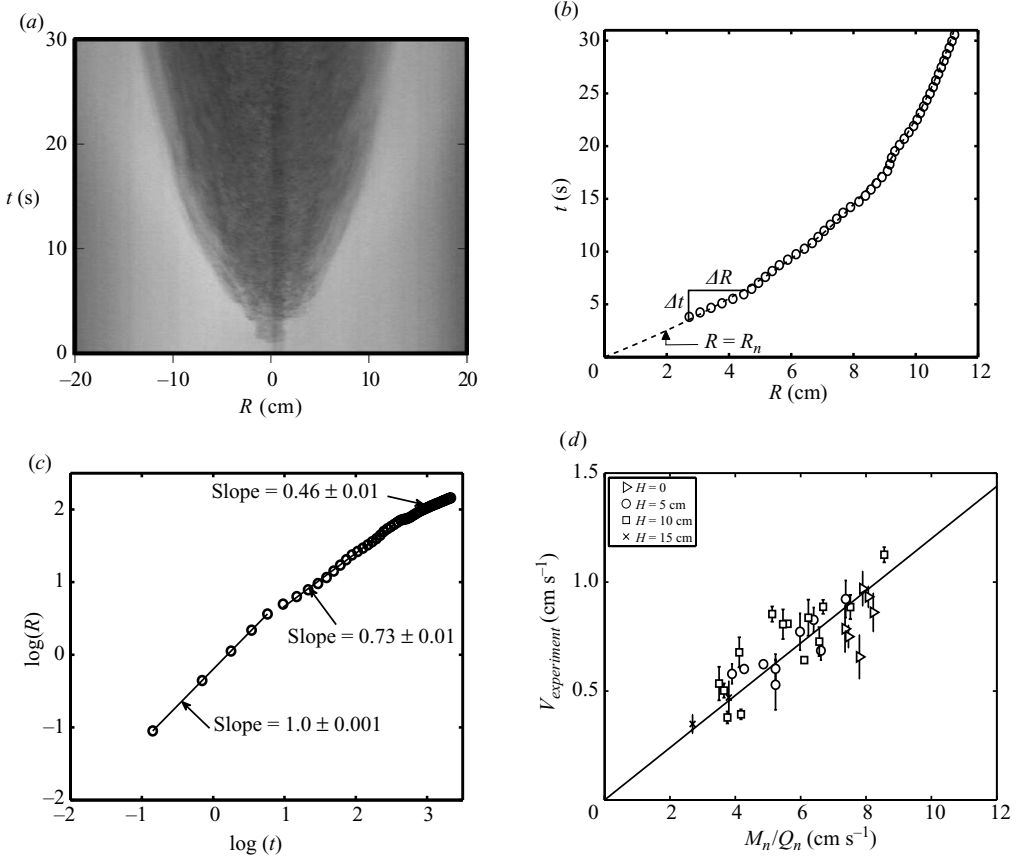 (a)
30
20
t (s)
10
0
–20
–10
0
10
20
R (cm)
(b)
30
25
20
t (s)
15
10
5
0
2
4
6
8
10
12
R (cm)
ΔR
Δt
R = Rₙ
(c)
2
1
log(R)
0
–1
–2
–2
–1
0
1
2
3
log (t)
Slope = 0.46 ± 0.01
Slope = 0.73 ± 0.01
Slope = 1.0 ± 0.001
(d)
1.5
1.0
V_experiment (cm s⁻¹)
0.5
0
2
4
6
8
10
12
Mₙ/Qₙ (cm s⁻¹)
H = 0
H = 5 cm
H = 10 cm
H = 15 cm